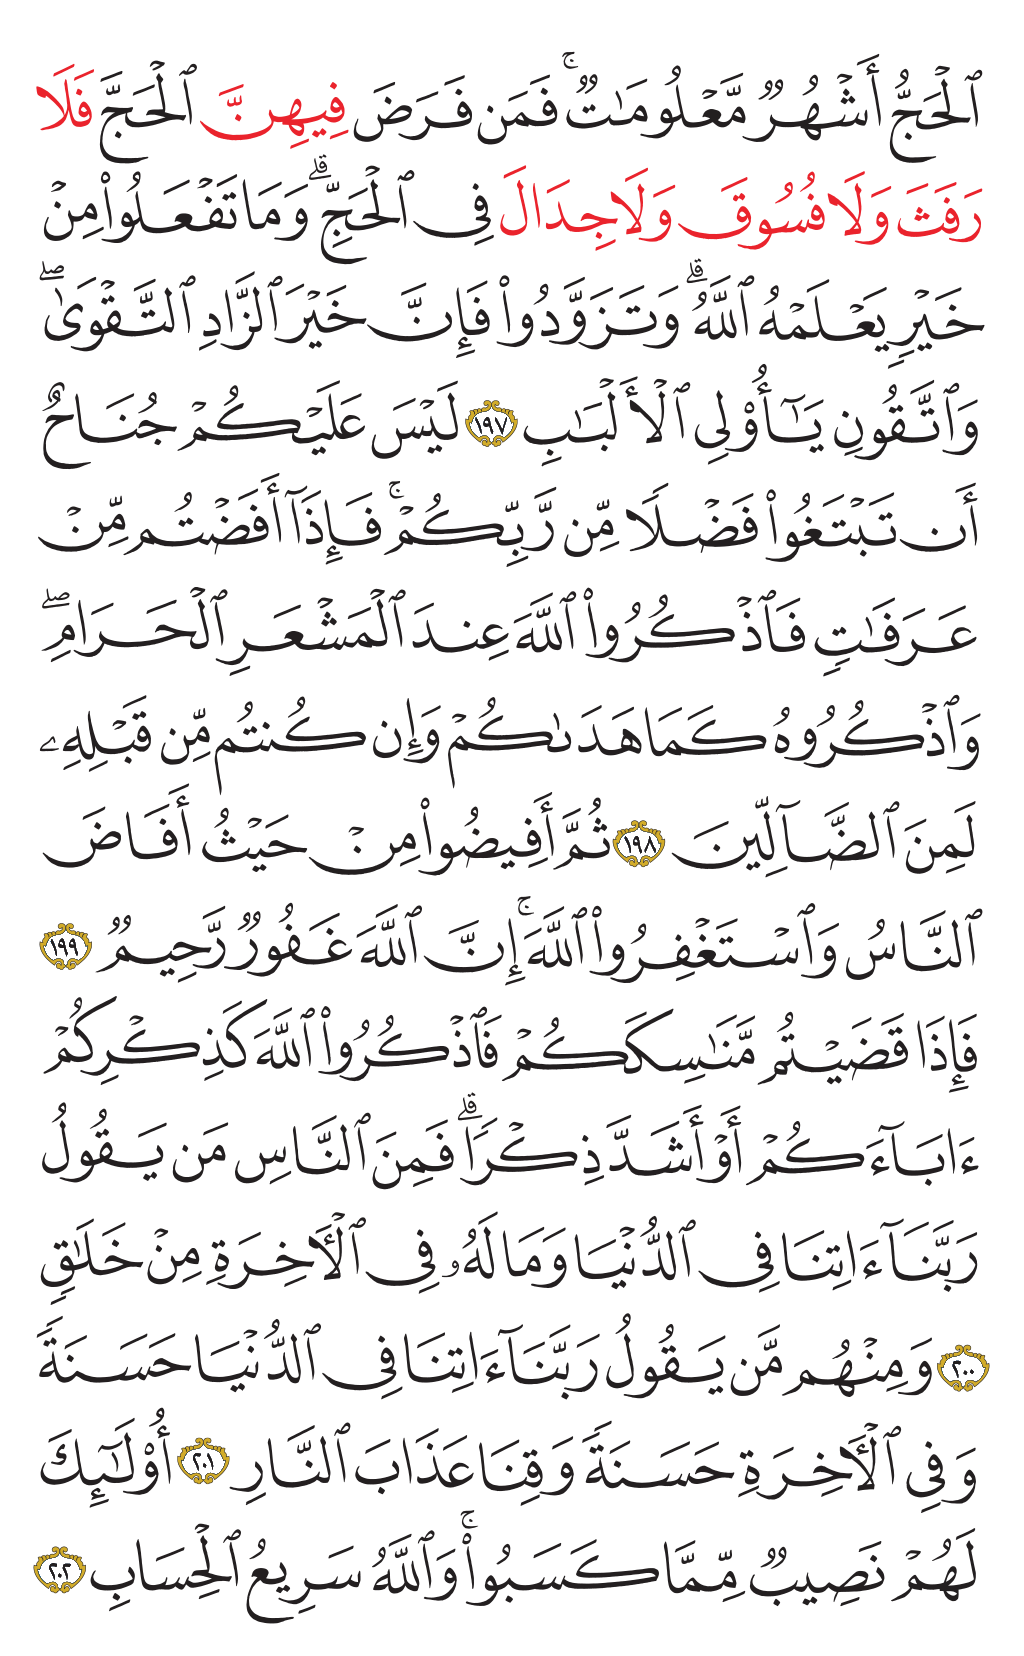 ٱلۡحَجُّ أَشۡهُرٞ مَّعۡلُومَٰتٞۚ فَمَن فَرَضَ فِيهِنَّ ٱلۡحَجَّ فَلَا
رَفَثَ وَلَا فُسُوقَ وَلَا جِدَالَ فِي ٱلۡحَجِّۗ وَمَا تَفۡعَلُواْ مِنۡ
خَيۡرٖ يَعۡلَمۡهُ ٱللَّهُۗ وَتَزَوَّدُواْ فَإِنَّ خَيۡرَ ٱلزَّادِ ٱلتَّقۡوَىٰۖ
وَٱتَّقُونِ يَـٰٓأُوْلِي ٱلۡأَلۡبَٰبِ ١٩٧ لَيۡسَ عَلَيۡكُمۡ جُنَاحٌ
أَن تَبۡتَغُواْ فَضۡلٗا مِّن رَّبِّكُمۡۚ فَإِذَآ أَفَضۡتُم مِّنۡ
عَرَفَٰتٖ فَٱذۡكُرُواْ ٱللَّهَ عِندَ ٱلۡمَشۡعَرِ ٱلۡحَرَامِۖ
وَٱذۡكُرُوهُ كَمَا هَدَىٰكُمۡ وَإِن كُنتُم مِّن قَبۡلِهِۦ
لَمِنَ ٱلضَّآلِّينَ ١٩٨ ثُمَّ أَفِيضُواْ مِنۡ حَيۡثُ أَفَاضَ
ٱلنَّاسُ وَٱسۡتَغۡفِرُواْ ٱللَّهَۚ إِنَّ ٱللَّهَ غَفُورٞ رَّحِيمٞ ١٩٩
فَإِذَا قَضَيۡتُم مَّنَٰسِكَكُمۡ فَٱذۡكُرُواْ ٱللَّهَ كَذِكۡرِكُمۡ
ءَابَآءَكُمۡ أَوۡ أَشَدَّ ذِكۡرٗاۗ فَمِنَ ٱلنَّاسِ مَن يَقُولُ
رَبَّنَآ ءَاتِنَا فِي ٱلدُّنۡيَا وَمَا لَهُۥ فِي ٱلۡأٓخِرَةِ مِنۡ خَلَٰقٖ
٢٠٠ وَمِنۡهُم مَّن يَقُولُ رَبَّنَآ ءَاتِنَا فِي ٱلدُّنۡيَا حَسَنَةٗ
وَفِي ٱلۡأٓخِرَةِ حَسَنَةٗ وَقِنَا عَذَابَ ٱلنَّارِ ٢٠١ أُوْلَـٰٓئِكَ
لَهُمۡ نَصِيبٞ مِّمَّا كَسَبُواْۚ وَٱللَّهُ سَرِيعُ ٱلۡحِسَابِ ٢٠٢